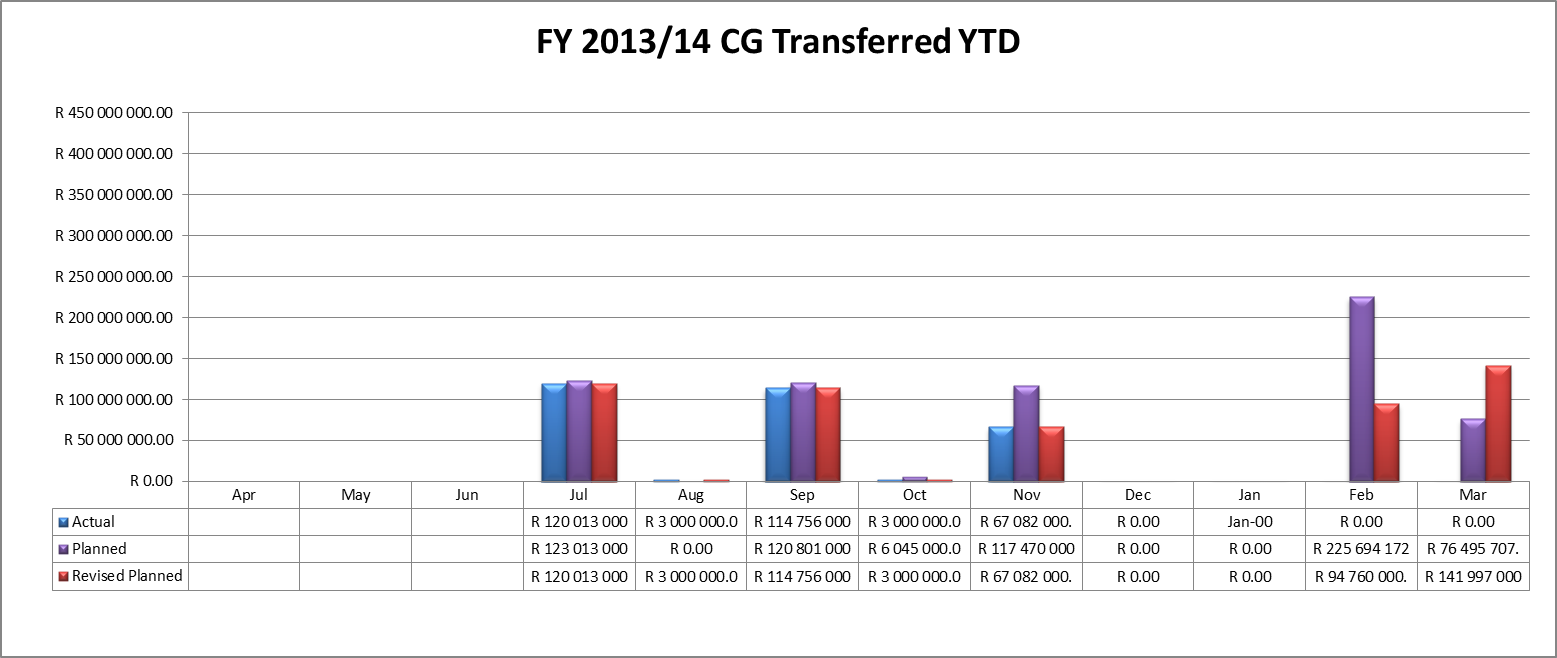 FY 2013/14 CG Transferred YTD
R 450 000 000.00
R 400 000 000.00
R 350 000 000.00
R 300 000 000.00
R 250 000 000.00
R 200 000 000.00
R 150 000 000.00
R 100 000 000.00
R 50 000 000.00
R 0.00
Apr May Jun Jul Aug Sep Oct Nov Dec Jan Feb Mar
Actual R 120 013 000 R 3 000 000.0 R 114 756 000 R 3 000 000.0 R 67 082 000. R 0.00 Jan-00 R 0.00 R 0.00
Planned R 123 013 000 R 0.00 R 120 801 000 R 6 045 000.0 R 117 470 000 R 0.00 R 0.00 R 225 694 172 R 76 495 707.
Revised Planned R 120 013 000 R 3 000 000.0 R 114 756 000 R 3 000 000.0 R 67 082 000. R 0.00 R 0.00 R 94 760 000. R 141 997 000